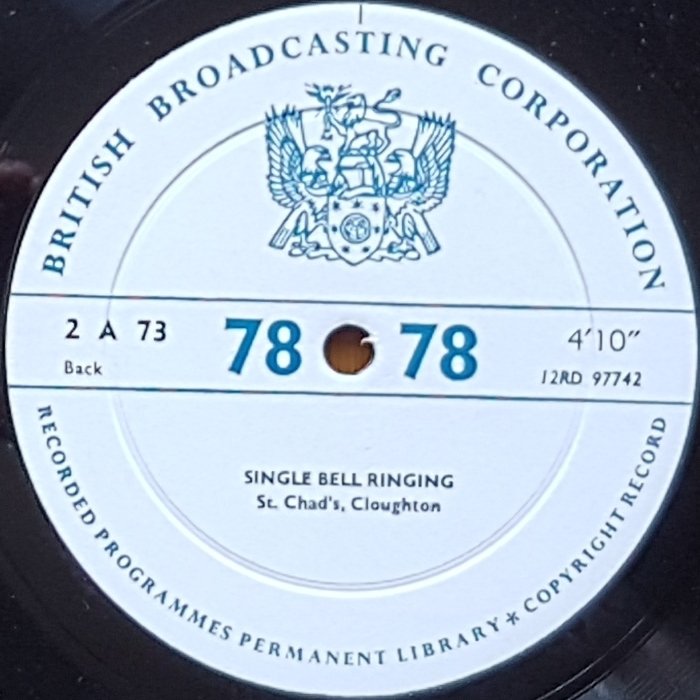 BRITISH BROADCASTING CORPORATION
2 A 73
Back
78 78
4'10"
12RD 97742
SINGLE BELL RINGING
St. Chad's, Cloughton
RECORDED PROGRAMMES PERMANENT LIBRARY * COPYRIGHT RECORD